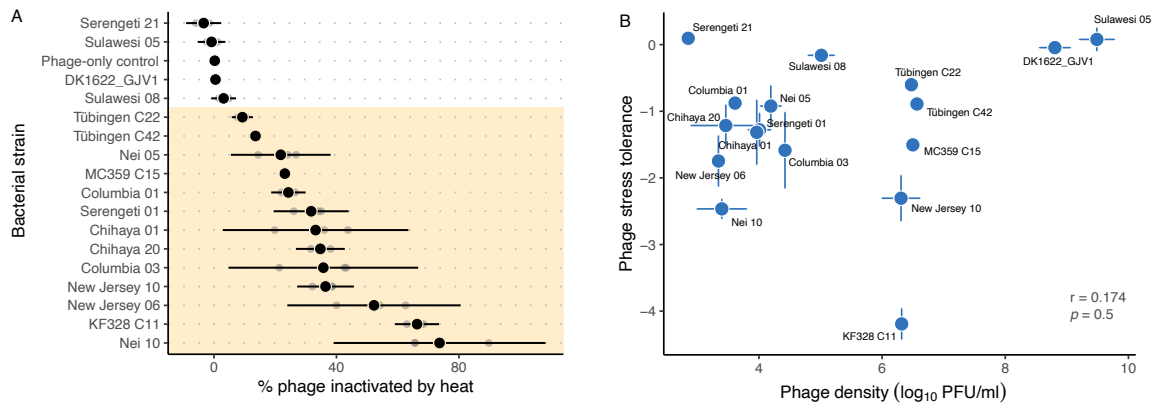 A
Bacterial strain
Serengeti 21
Sulawesi 05
Phage-only control
DK1622_GJV1
Sulawesi 08
Tübingen C22
Tübingen C42
Nei 05
MC359 C15
Columbia 01
Serengeti 01
Chihaya 01
Chihaya 20
Columbia 03
New Jersey 10
New Jersey 06
KF328 C11
Nei 10
0 40 80
% phage inactivated by heat
B
Phage stress tolerance
0
−1
−2
−3
−4
Serengeti 21
Sulawesi 05
DK1622_GJV1
Sulawesi 08
Tübingen C22
Columbia 01
Nei 05
Tübingen C42
Chihaya 20
Serengeti 01
Chihaya 01
MC359 C15
Columbia 03
New Jersey 06
New Jersey 10
Nei 10
KF328 C11
r = 0.174
p = 0.5
4 6 8 10
Phage density (log₁₀ PFU/ml)